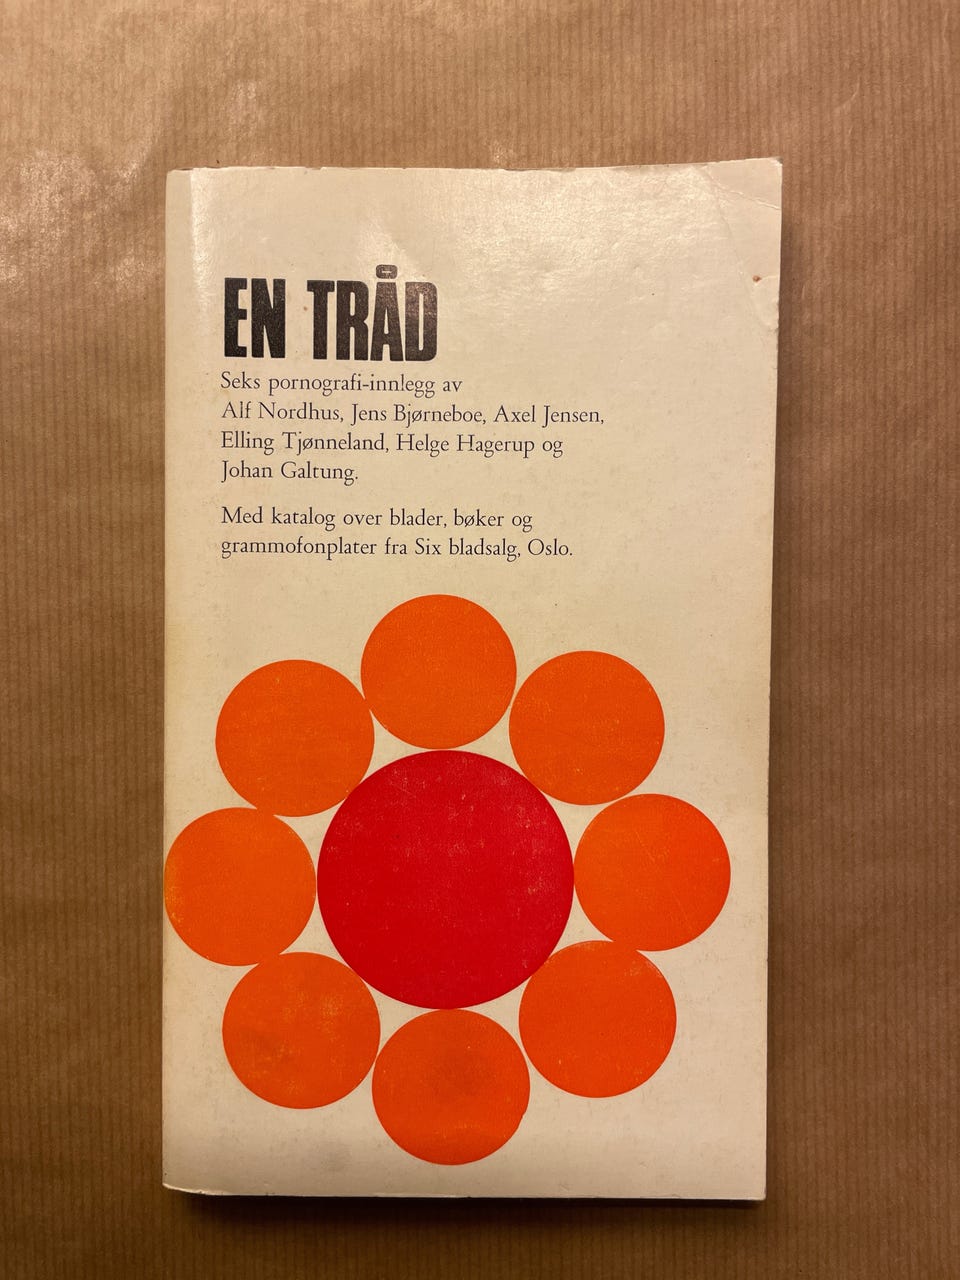 EN TRÅD
Seks pornografi-innlegg av
Alf Nordhus, Jens Bjørneboe, Axel Jensen,
Elling Tjønneland, Helge Hagerup og
Johan Galtung.
Med katalog over blader, bøker og
grammofonplater fra Six bladsalg, Oslo.